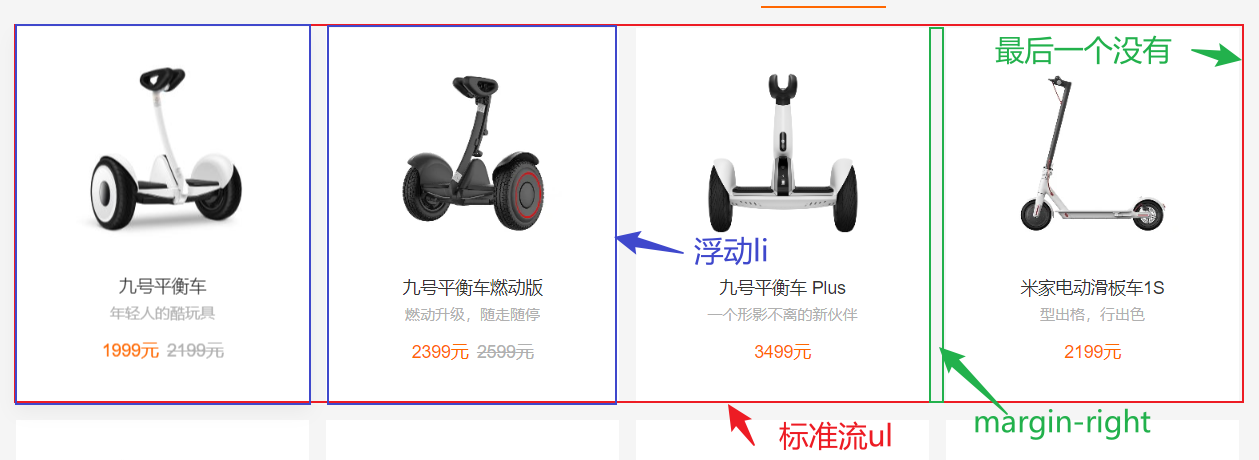 最后一个没有
浮动li
九号平衡车
年轻人的酷玩具
1999元 2199元
九号平衡车燃动版
燃动升级，随走随停
2399元 2599元
九号平衡车 Plus
一个形影不离的新伙伴
3499元
米家电动滑板车1S
型出格，行出色
2199元
margin-right
标准流ul